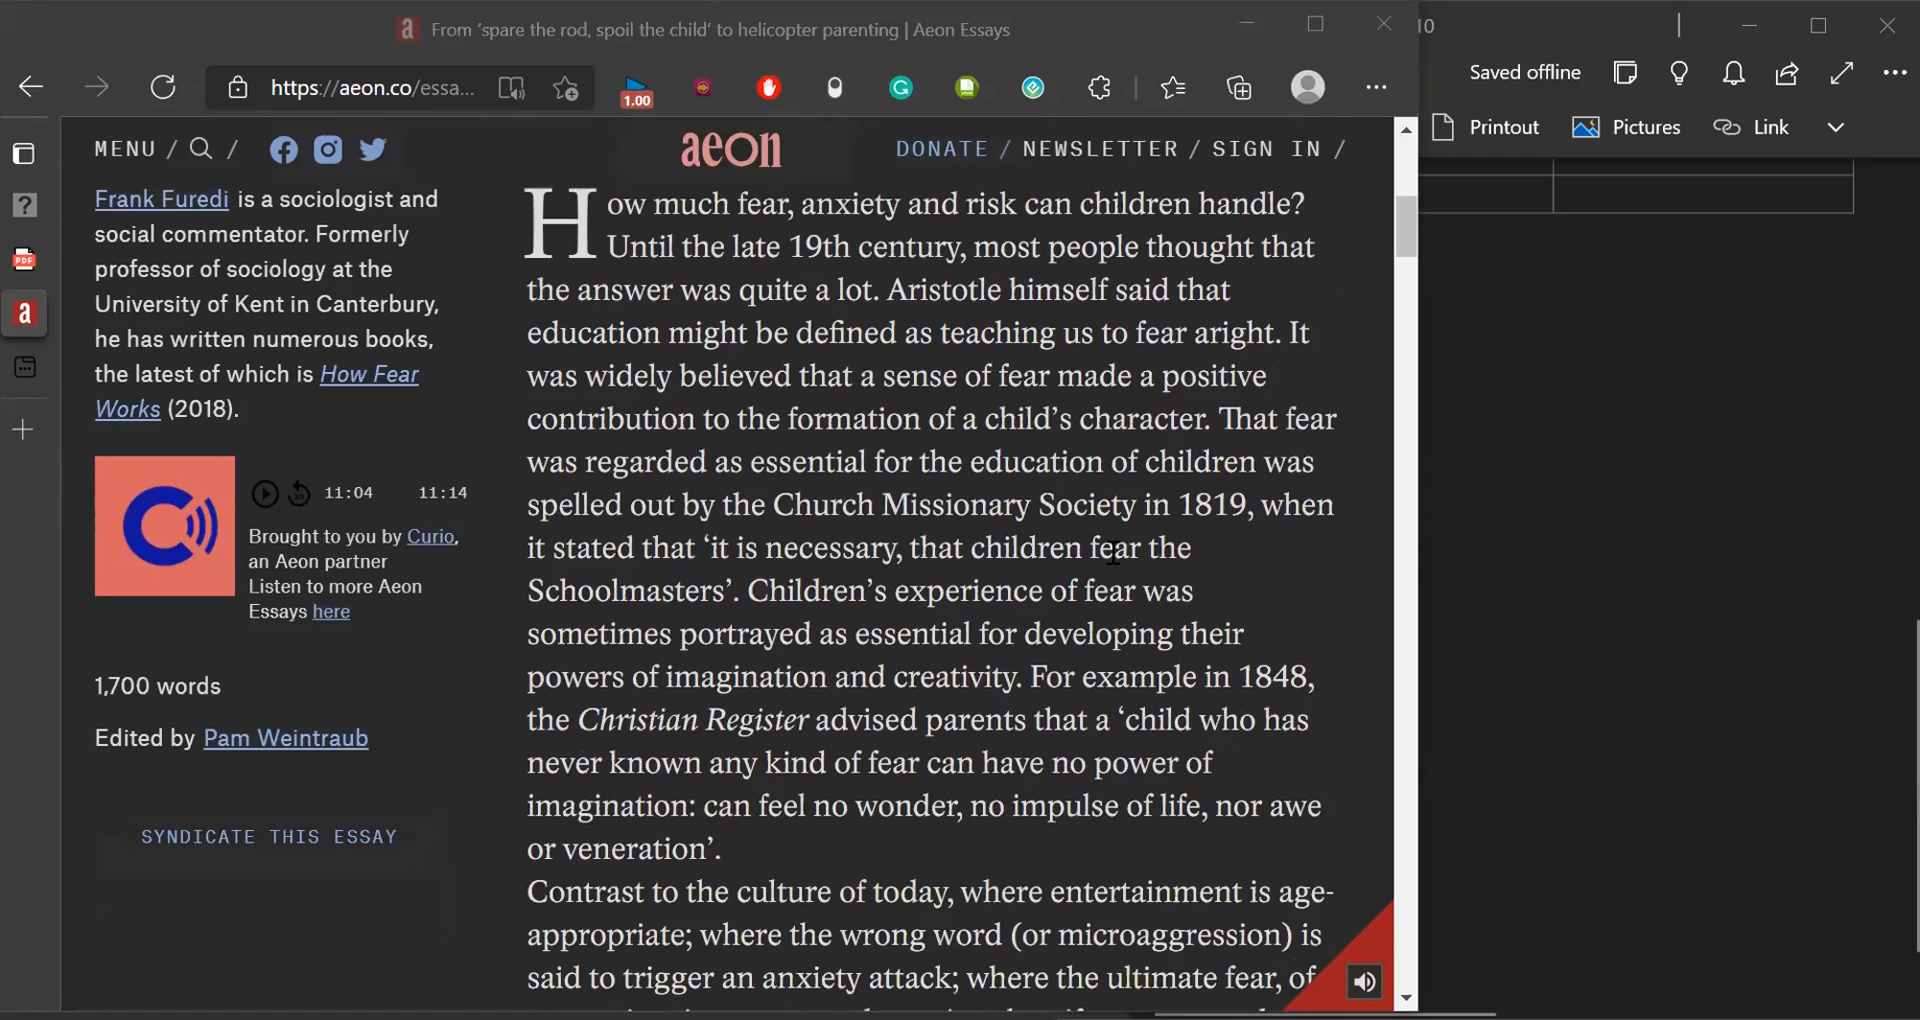 a From ‘spare the rod, spoil the child’ to helicopter parenting | Aeon Essays
10
https://aeon.co/essa...
1.00
Saved offline
Printout
Pictures
Link
MENU /
/
aeon
DONATE / NEWSLETTER / SIGN IN /
PDF
a
Frank Furedi is a sociologist and
social commentator. Formerly
professor of sociology at the
University of Kent in Canterbury,
he has written numerous books,
the latest of which is How Fear
Works (2018).
30
11:04
11:14
Brought to you by Curio,
an Aeon partner
Listen to more Aeon
Essays here
1,700 words
Edited by Pam Weintraub
SYNDICATE THIS ESSAY
How much fear, anxiety and risk can children handle?
Until the late 19th century, most people thought that
the answer was quite a lot. Aristotle himself said that
education might be defined as teaching us to fear aright. It
was widely believed that a sense of fear made a positive
contribution to the formation of a child’s character. That fear
was regarded as essential for the education of children was
spelled out by the Church Missionary Society in 1819, when
it stated that ‘it is necessary, that children fear the
Schoolmasters’. Children’s experience of fear was
sometimes portrayed as essential for developing their
powers of imagination and creativity. For example in 1848,
the Christian Register advised parents that a ‘child who has
never known any kind of fear can have no power of
imagination: can feel no wonder, no impulse of life, nor awe
or veneration’.
Contrast to the culture of today, where entertainment is age-
appropriate; where the wrong word (or microaggression) is
said to trigger an anxiety attack; where the ultimate fear, of